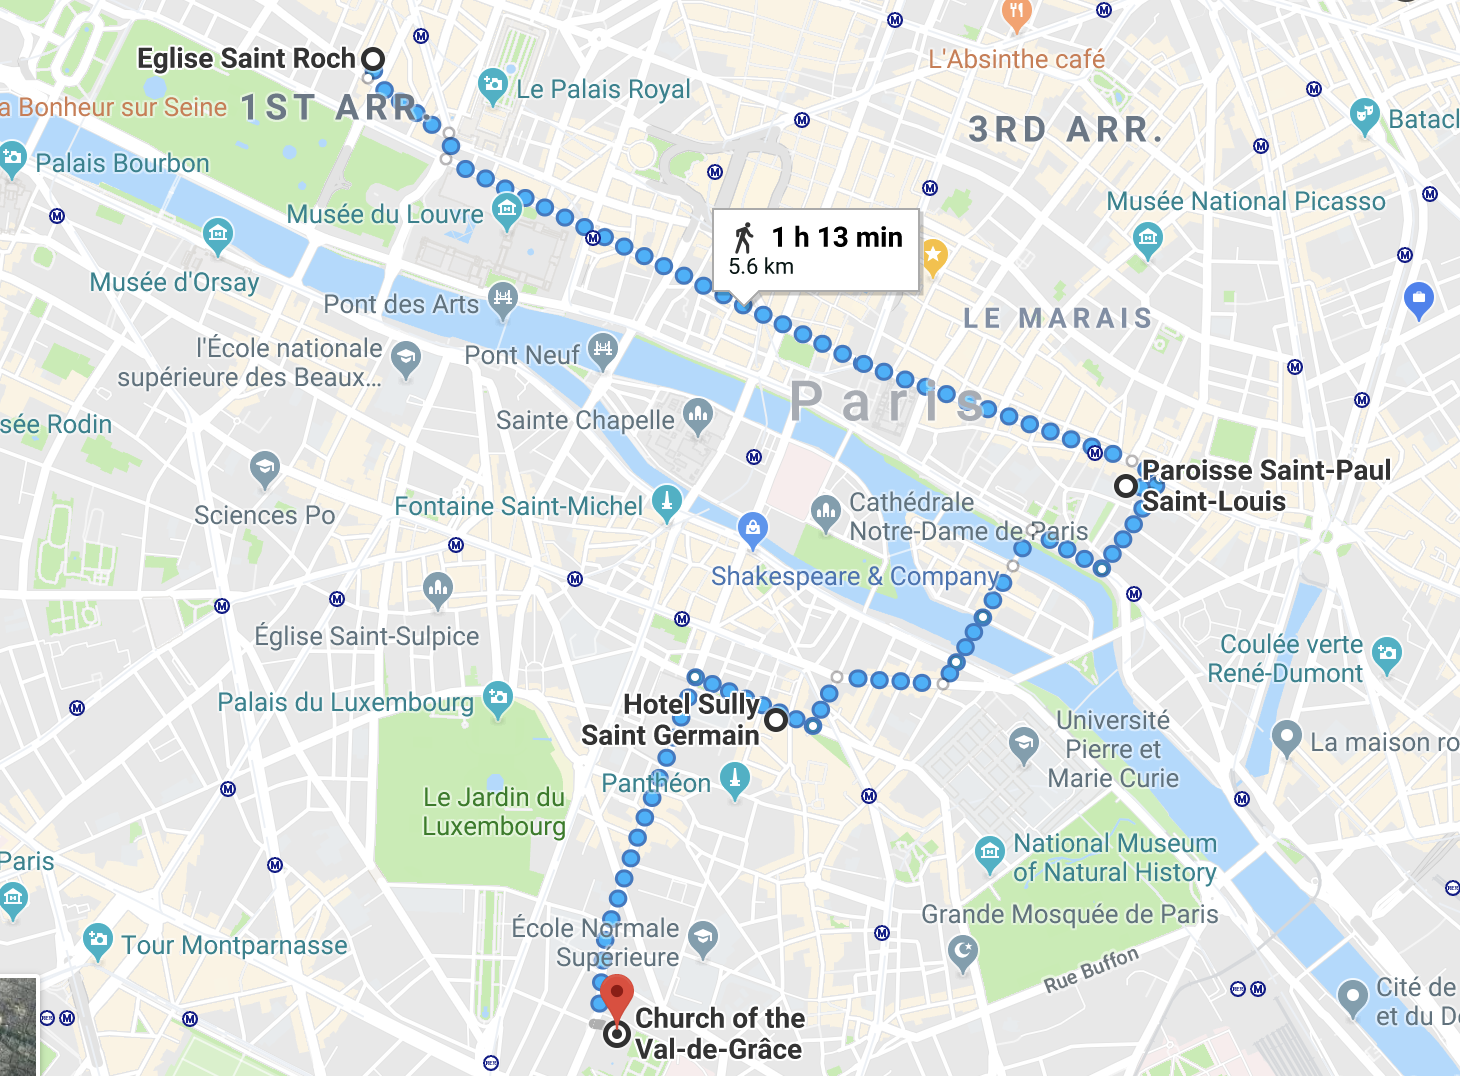 Eglise Saint Roch
L'Absinthe café
Le Palais Royal
a Bonheur sur Seine
1ST ARR.
3RD ARR.
Batacl
Palais Bourbon
Musée du Louvre
Musée National Picasso
1 h 13 min
5.6 km
Musée d'Orsay
Pont des Arts
LE MARAIS
l'École nationale
supérieure des Beaux...
Pont Neuf
Paris
Sainte Chapelle
sée Rodin
Paroisse Saint-Paul
Saint-Louis
Sciences Po
Fontaine Saint-Michel
Cathédrale
Notre-Dame de Paris
Shakespeare & Company
Église Saint-Sulpice
Coulée verte
René-Dumont
Palais du Luxembourg
Hotel Sully
Saint Germain
Université
Pierre et
Marie Curie
La maison ro
Panthéon
Le Jardin du
Luxembourg
National Museum
of Natural History
Paris
Grande Mosquée de Paris
École Normale
Supérieure
Tour Montparnasse
Rue Buffon
Cité de
et du D
Church of the
Val-de-Grâce